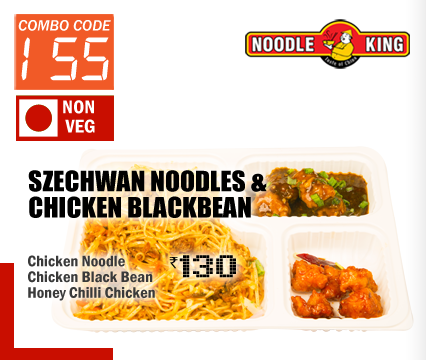 COMBO CODE
155
NON
VEG
NOODLE KING
Taste of China
SZECHWAN NOODLES &
CHICKEN BLACKBEAN
Chicken Noodle
Chicken Black Bean
Honey Chilli Chicken
₹130